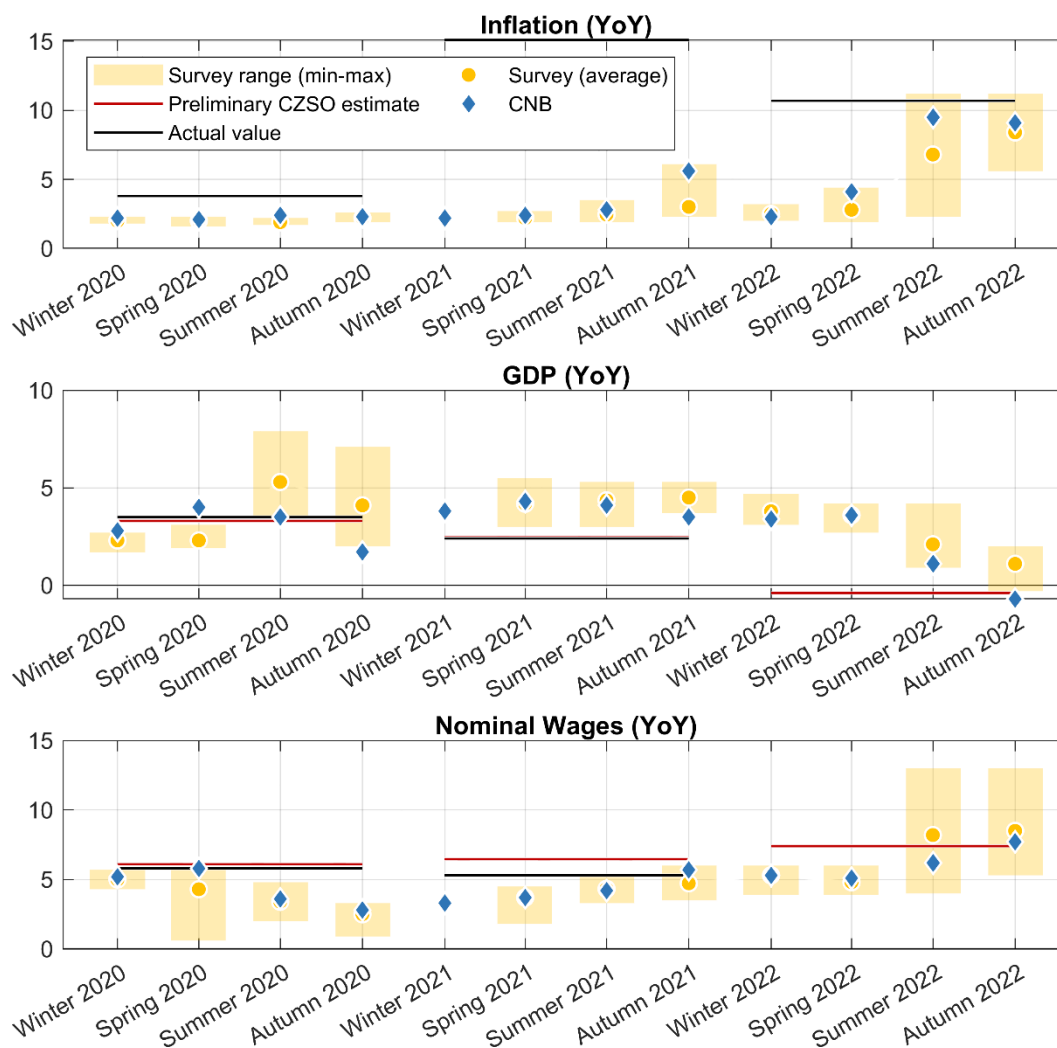 Inflation (YoY)
15
10
5
0
Survey range (min-max)
Survey (average)
Preliminary CZSO estimate
CNB
Actual value
Winter 2020
Spring 2020
Summer 2020
Autumn 2020
Winter 2021
Spring 2021
Summer 2021
Autumn 2021
Winter 2022
Spring 2022
Summer 2022
Autumn 2022
GDP (YoY)
10
5
0
Winter 2020
Spring 2020
Summer 2020
Autumn 2020
Winter 2021
Spring 2021
Summer 2021
Autumn 2021
Winter 2022
Spring 2022
Summer 2022
Autumn 2022
Nominal Wages (YoY)
15
10
5
0
Winter 2020
Spring 2020
Summer 2020
Autumn 2020
Winter 2021
Spring 2021
Summer 2021
Autumn 2021
Winter 2022
Spring 2022
Summer 2022
Autumn 2022